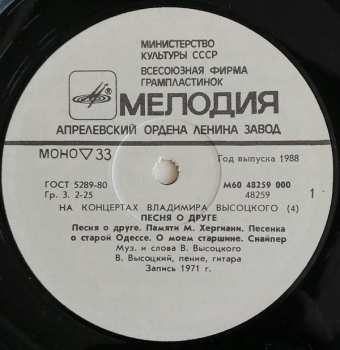 МИНИСТЕРСТВО
КУЛЬТУРЫ СССР
ВСЕСОЮЗНАЯ ФИРМА
ГРАМПЛАСТИНОК
МЕЛОДИЯ
АПРЕЛЕВСКИЙ ОРДЕНА ЛЕНИНА ЗАВОД
МОНО ▽ 33
Год выпуска 1988
ГОСТ 5289-80
М60 48259 000
Гр. 3. 2-25
48259
1
НА КОНЦЕРТАХ ВЛАДИМИРА ВЫСОЦКОГО (4)
ПЕСНЯ О ДРУГЕ
Песня о друге. Памяти М. Хергиани. Песенка
о старой Одессе. О моем старшине. Снайпер
Муз. и слова В. Высоцкого
В. Высоцкий, пение, гитара
Запись 1971 г.